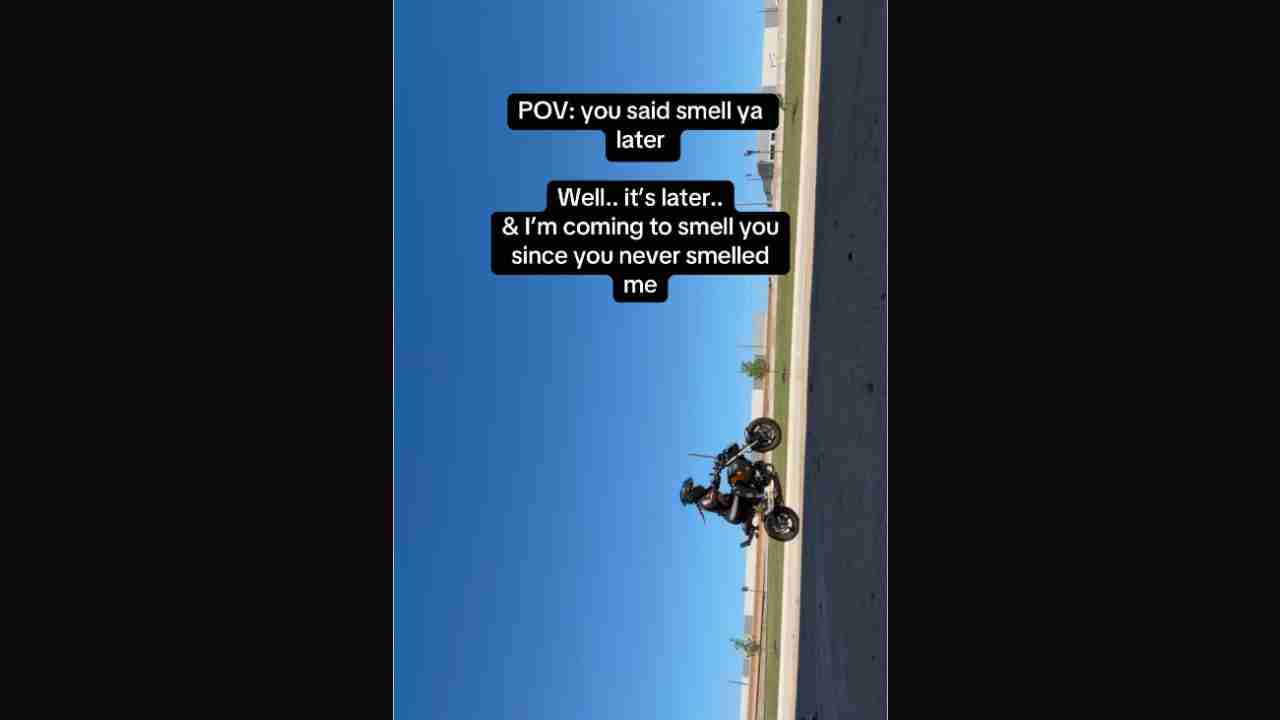 POV: you said smell ya
later
Well.. it’s later..
& I’m coming to smell you
since you never smelled
me